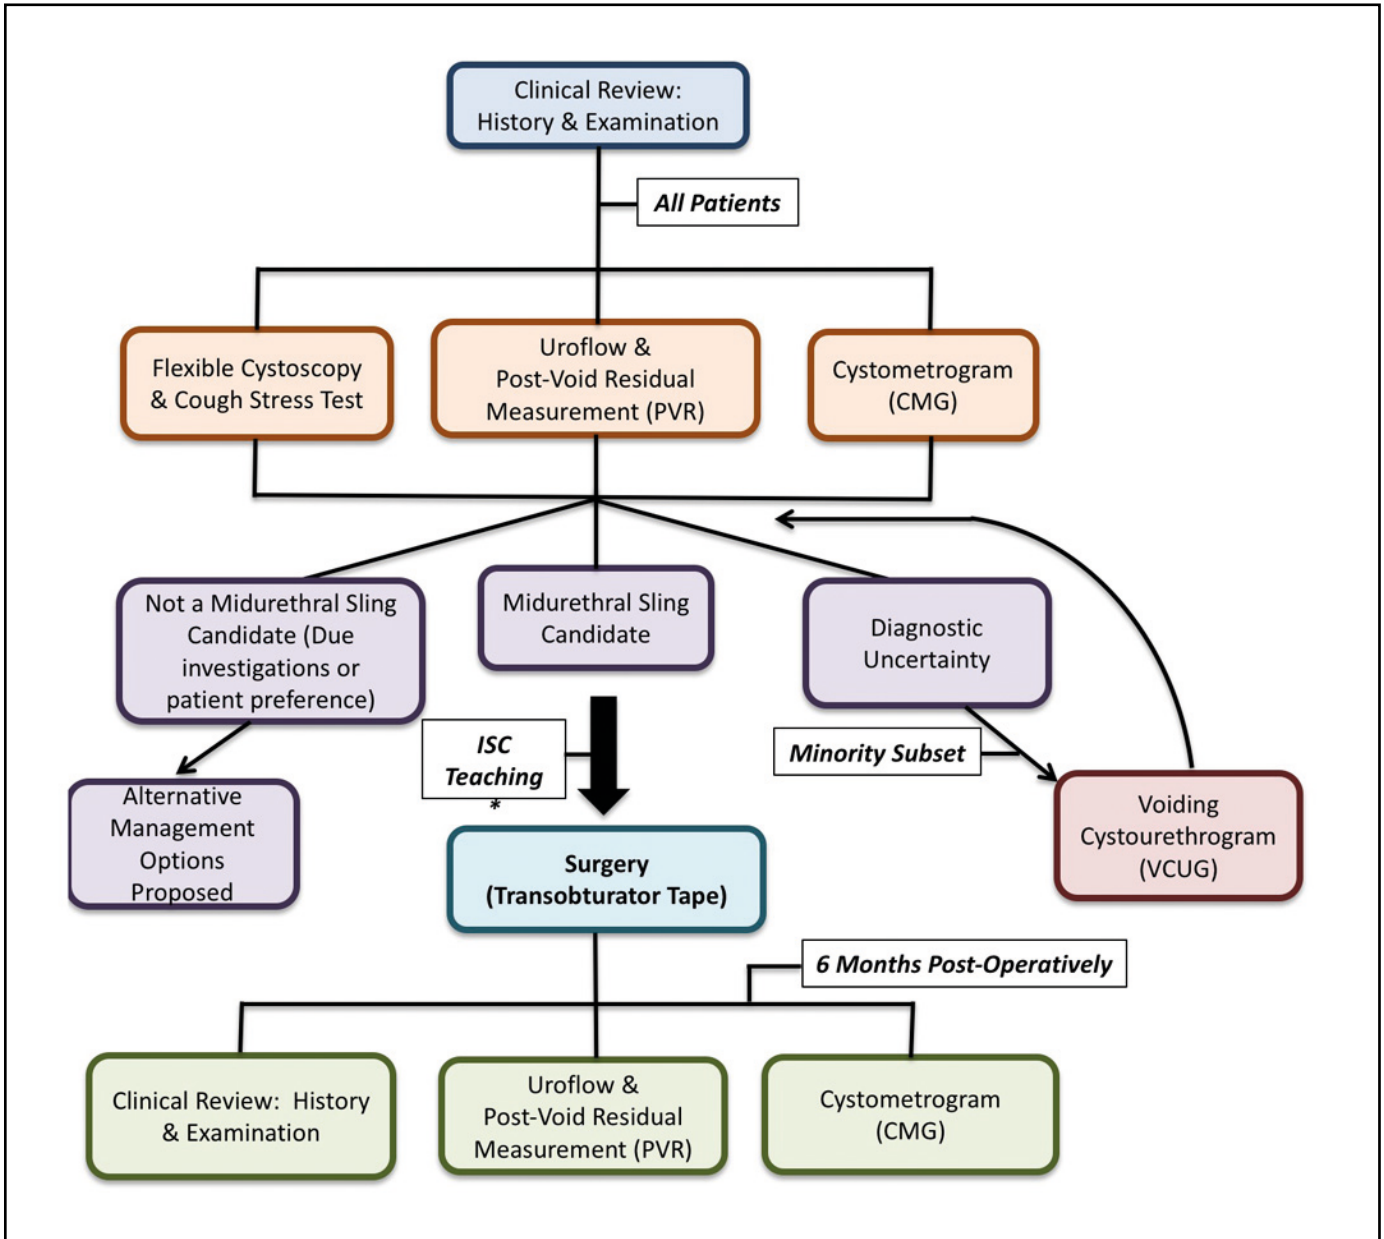 Clinical Review:
History & Examination
All Patients
Flexible Cystoscopy
& Cough Stress Test
Uroflow &
Post-Void Residual
Measurement (PVR)
Cystometrogram
(CMG)
Not a Midurethral Sling
Candidate (Due
investigations or
patient preference)
Midurethral Sling
Candidate
Diagnostic
Uncertainty
ISC
Teaching
*
Minority Subset
Alternative
Management
Options
Proposed
Voiding
Cystourethrogram
(VCUG)
Surgery
(Transobturator Tape)
6 Months Post-Operatively
Clinical Review:  History
& Examination
Uroflow &
Post-Void Residual
Measurement (PVR)
Cystometrogram
(CMG)